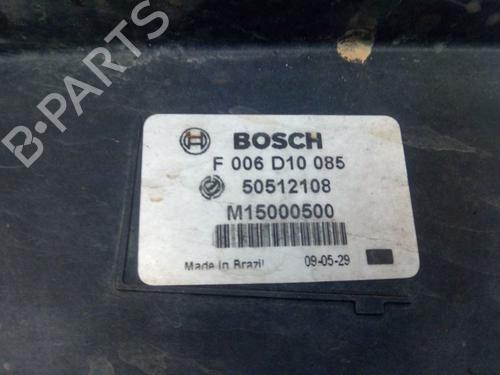 B-PARTS
BOSCH
F 006 D10 085
50512108
M15000500
Made in Brazil
09-05-29